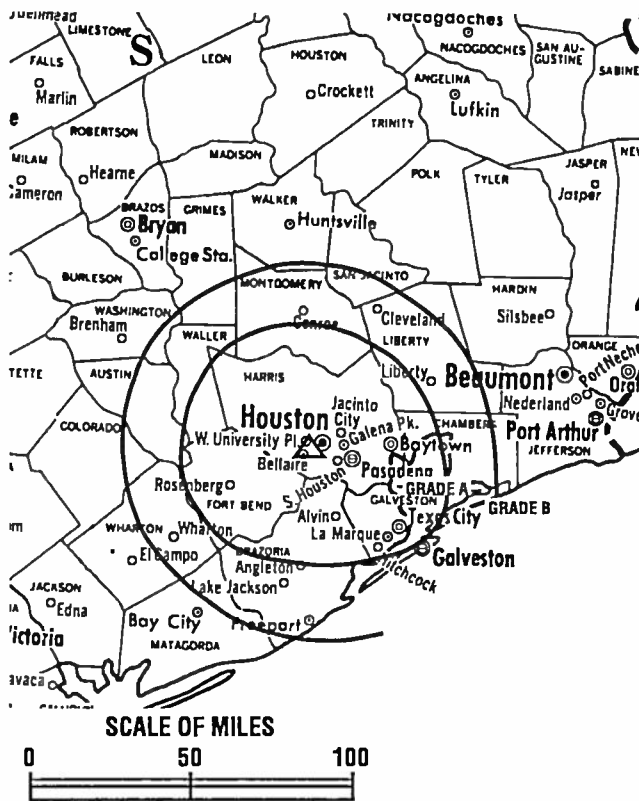 LIMESTONE
S
Nacogdoches
NACOGDOCHES
SAN AU-
GUSTINE
SABINE
FALLS
Marlin
LEON
HOUSTON
Crockett
ANGELINA
Lufkin
ROBERTSON
TRINITY
MADISON
POLK
TYLER
JASPER
Jasper
MILAM
Cameron
Hearne
BRAZOS
Bryan
College Sta.
GRIMES
WALKER
Huntsville
BURLESON
SAN JACINTO
MONTGOMERY
HARDIN
Silsbee
WASHINGTON
Brenham
Conroe
Cleveland
WALLER
LIBERTY
Liberty
ORANGE
AUSTIN
HARRIS
Beaumont
Nederland
Port Arthur
JEFFERSON
COLORADO
Houston
Jacinto
City
Galena Pk.
CHAMBERS
W. University Pl.
Bellaire
Baytown
Pasadena
S. Houston
Rosenberg
FORT BEND
GALVESTON
GRADE A
GRADE B
WHARTON
Wharton
Alvin
Texas City
La Marque
Hitchcock
Galveston
El Campo
BRAZORIA
Angleton
Lake Jackson
JACKSON
Edna
Bay City
Freeport
MATAGORDA
Victoria
SCALE OF MILES
0 50 100